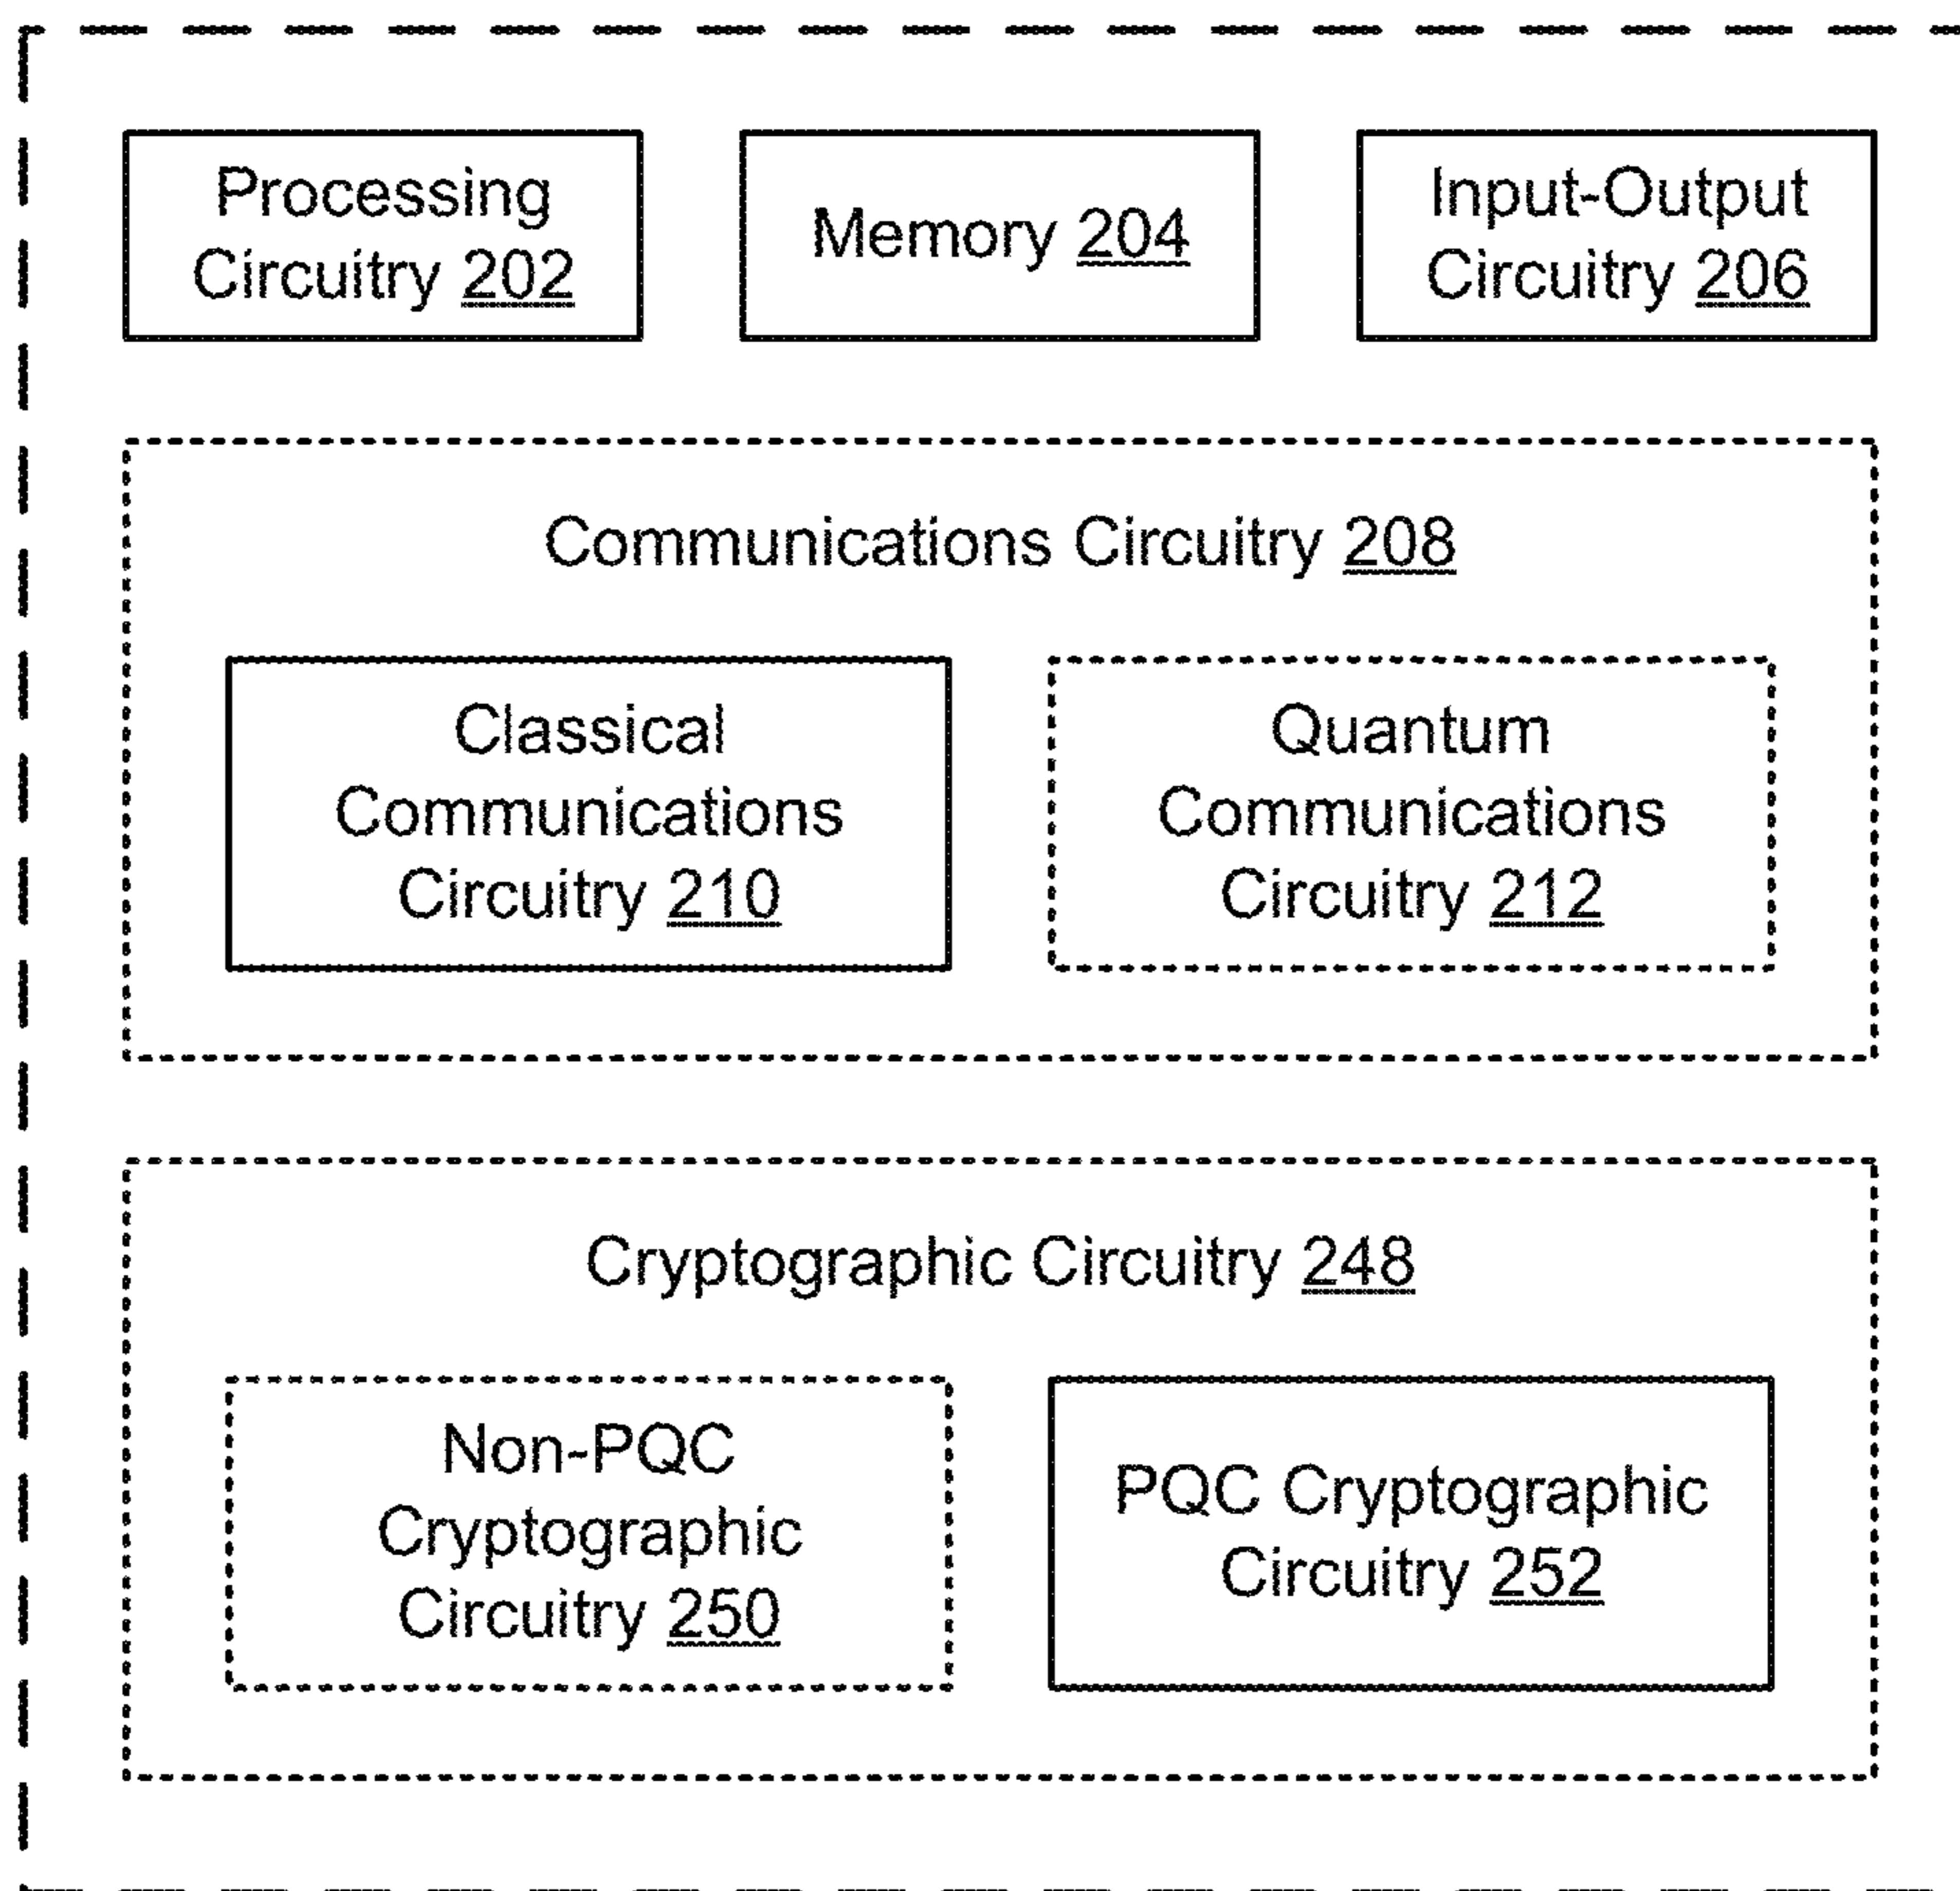 Processing
Circuitry 202
Memory 204
Input-Output
Circuitry 206
Communications Circuitry 208
Classical
Communications
Circuitry 210
Quantum
Communications
Circuitry 212
Cryptographic Circuitry 248
Non-PQC
Cryptographic
Circuitry 250
PQC Cryptographic
Circuitry 252